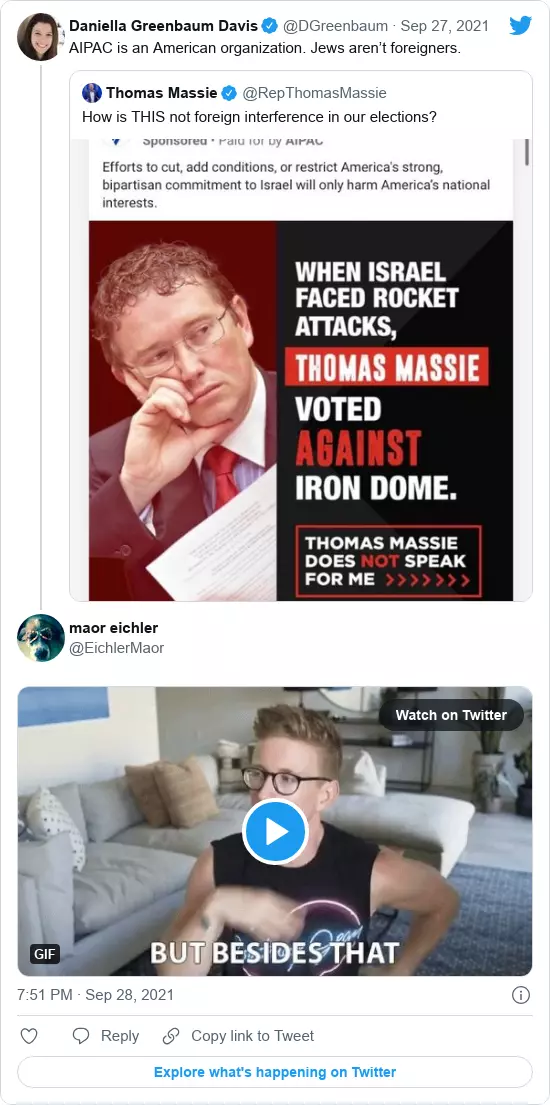 Daniella Greenbaum Davis @DGreenbaum · Sep 27, 2021
AIPAC is an American organization. Jews aren’t foreigners.
Thomas Massie @RepThomasMassie
How is THIS not foreign interference in our elections?
Sponsored • Paid for by AIPAC
Efforts to cut, add conditions, or restrict America's strong,
bipartisan commitment to Israel will only harm America's national
interests.
WHEN ISRAEL
FACED ROCKET
ATTACKS,
THOMAS MASSIE
VOTED
AGAINST
IRON DOME.
THOMAS MASSIE
DOES NOT SPEAK
FOR ME >>>>>>>
maor eichler
@EichlerMaor
Watch on Twitter
GIF
BUT BESIDES THAT
7:51 PM · Sep 28, 2021
Reply
Copy link to Tweet
Explore what's happening on Twitter